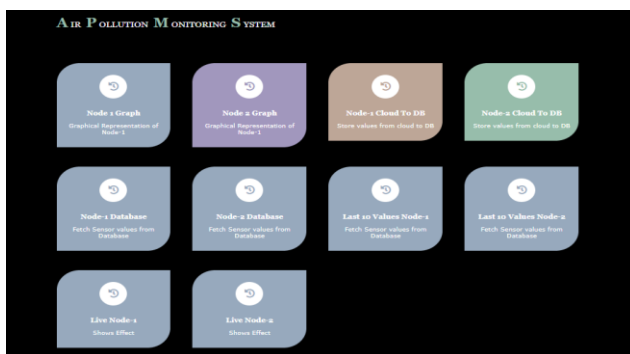 AIR POLLUTION MONITORING SYSTEM
Node 1 Graph
Graphical Representation of
Node-1
Node 2 Graph
Graphical Representation of
Node-1
Node-1 Cloud To DB
Store values from cloud to DB
Node-2 Cloud To DB
Store values from cloud to DB
Node-1 Database
Fetch Sensor values from
Database
Node-2 Database
Fetch Sensor values from
Database
Last 10 Values Node-1
Fetch Sensor values from
Database
Last 10 Values Node-2
Fetch Sensor values from
Database
Live Node-1
Shows Effect
Live Node-2
Shows Effect